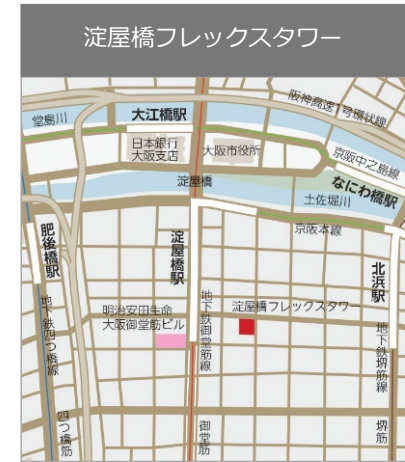 淀屋橋フレックスタワー
阪神高速1号環状線
堂島川
大江橋駅
日本銀行
大阪支店
大阪市役所
京阪中之島線
なにわ橋駅
淀屋橋
土佐堀川
京阪本線
肥後橋駅
淀屋橋駅
北浜駅
地下鉄四つ橋線
明治安田生命
大阪御堂筋ビル
地下鉄御堂筋線
淀屋橋フレックスタワー
地下鉄堺筋線
四つ橋筋
御堂筋
堺筋